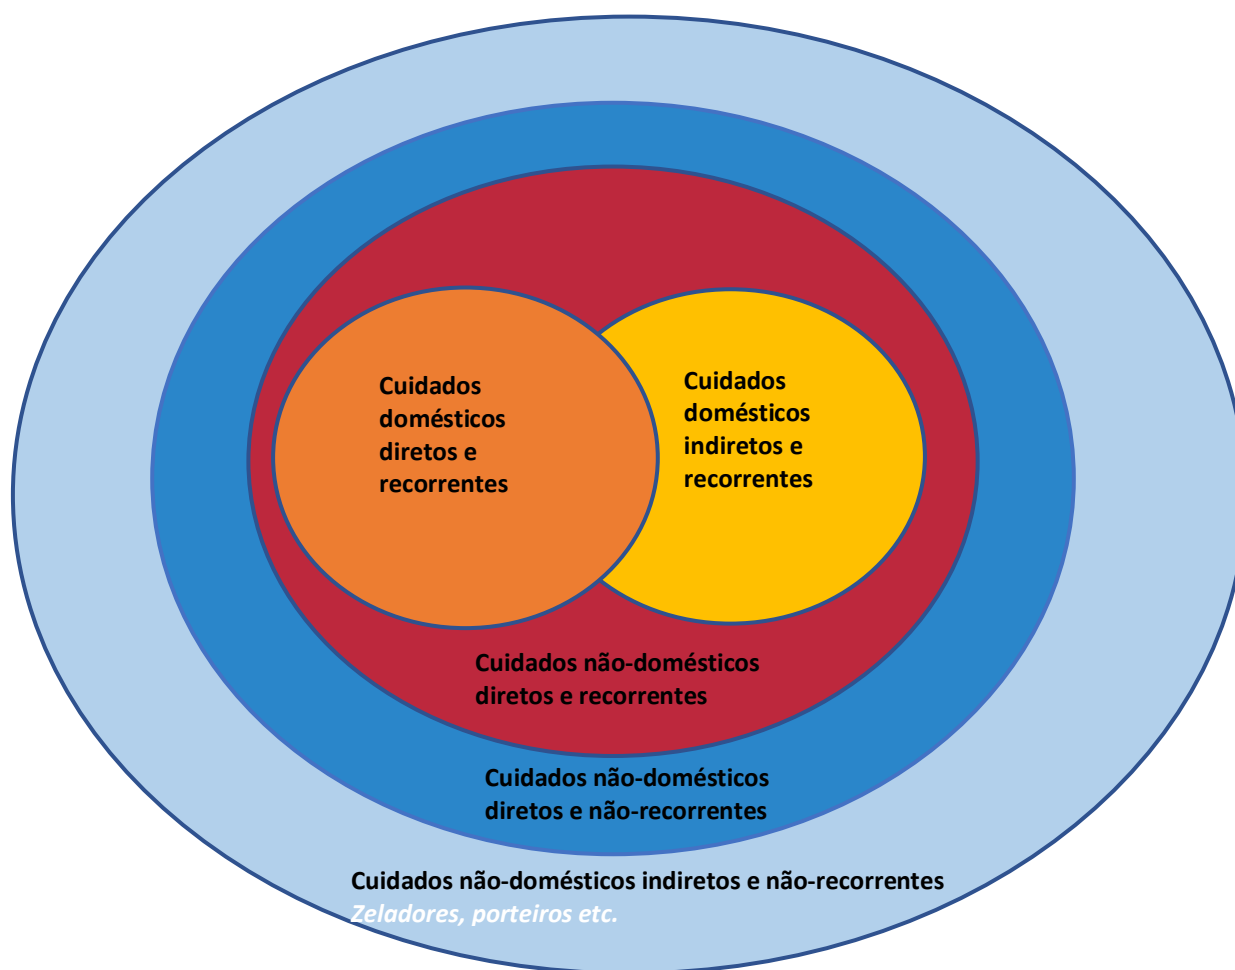 Cuidados
domésticos
diretos e
recorrentes
Cuidados
domésticos
indiretos e
recorrentes
Cuidados não-domésticos
diretos e recorrentes
Cuidados não-domésticos
diretos e não-recorrentes
Cuidados não-domésticos indiretos e não-recorrentes
Zeladores, porteiros etc.